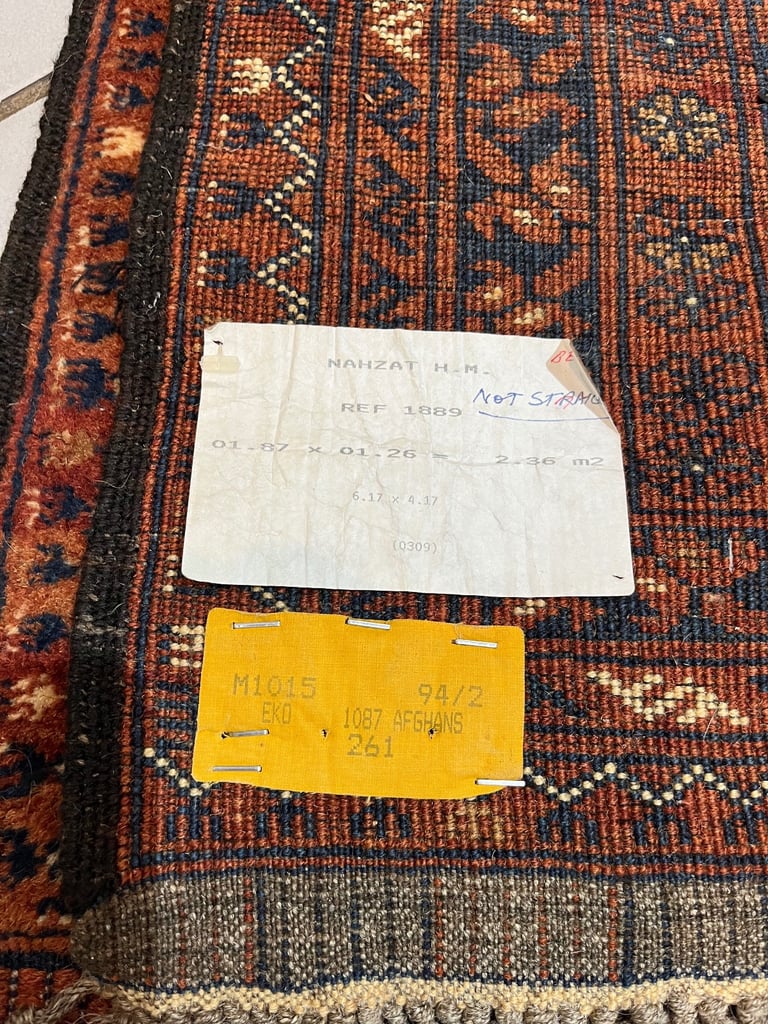 NAHZAT H.M.
BE
NOT STRAIG
REF 1889
01.87 x 01.26 = 2.36 m2
6.17 x 4.17
(0309)
M1015 94/2
EKO 1087 AFGHANS
261